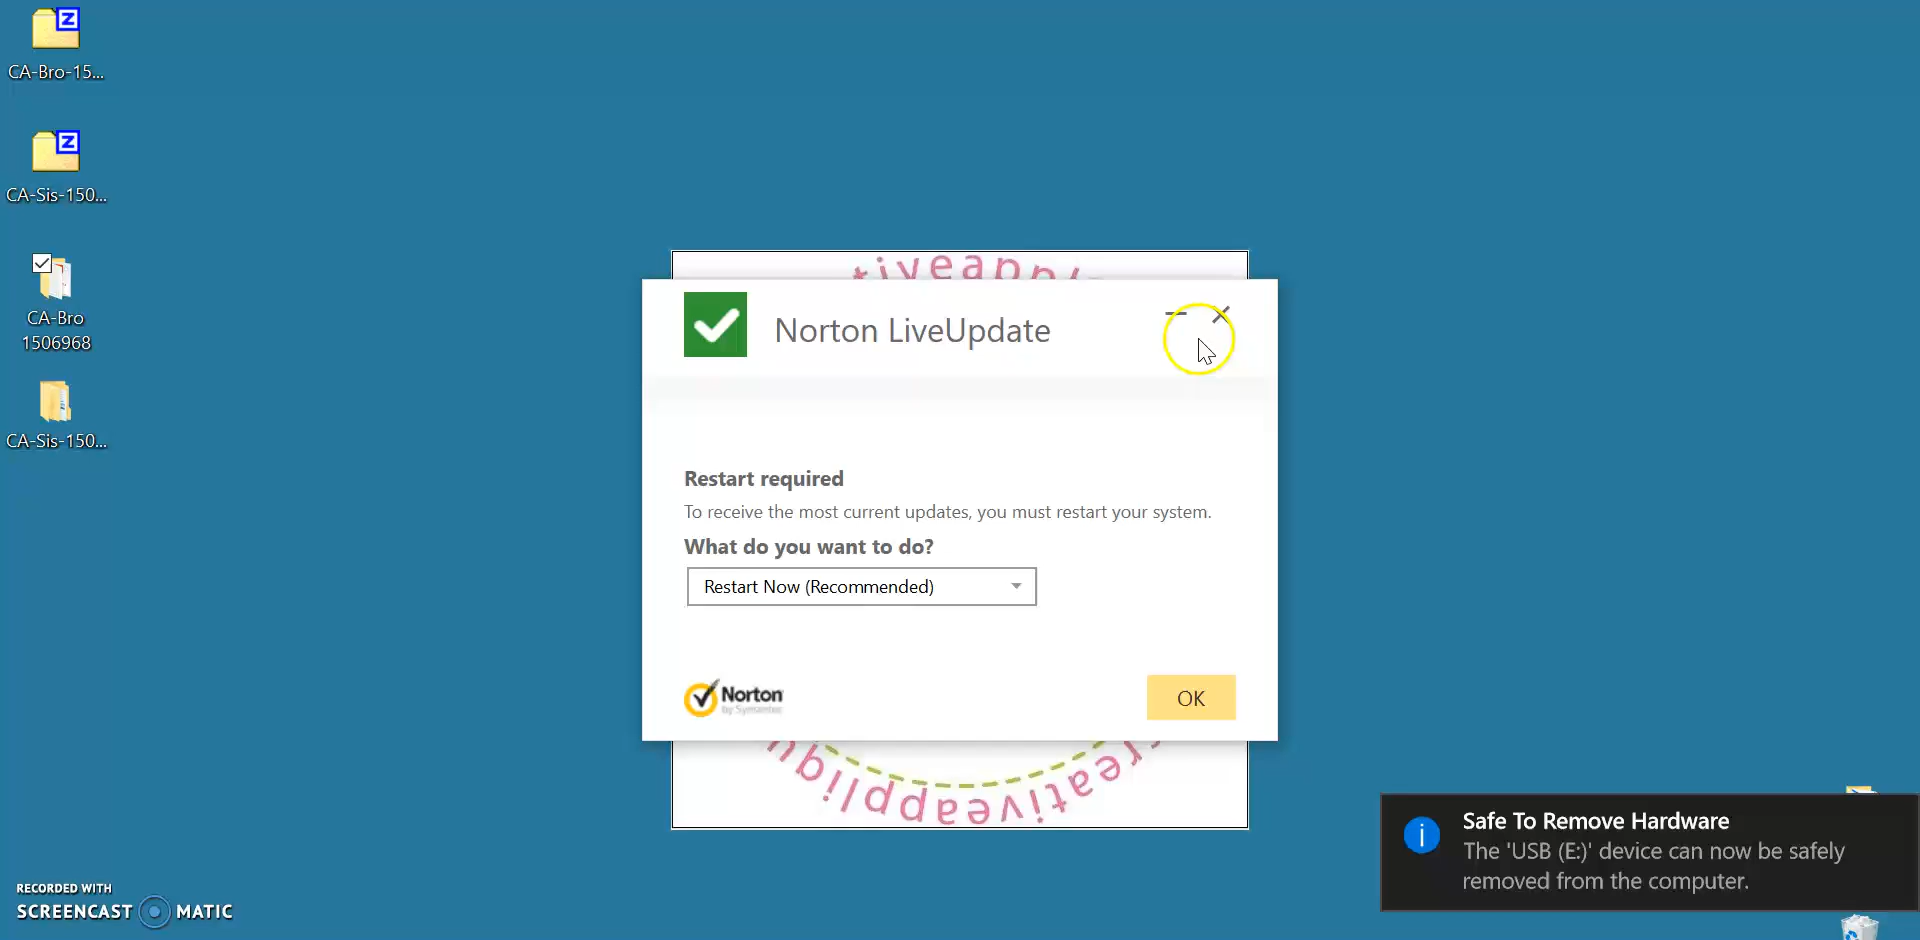 CA-Bro-15...
CA-Sis-150...
CA-Bro
1506968
CA-Sis-150...
Norton LiveUpdate
Restart required
To receive the most current updates, you must restart your system.
What do you want to do?
Restart Now (Recommended)
Norton
by Symantec
OK
creativeappliqu
Safe To Remove Hardware
The 'USB (E:)' device can now be safely
removed from the computer.
RECORDED WITH
SCREENCAST MATIC